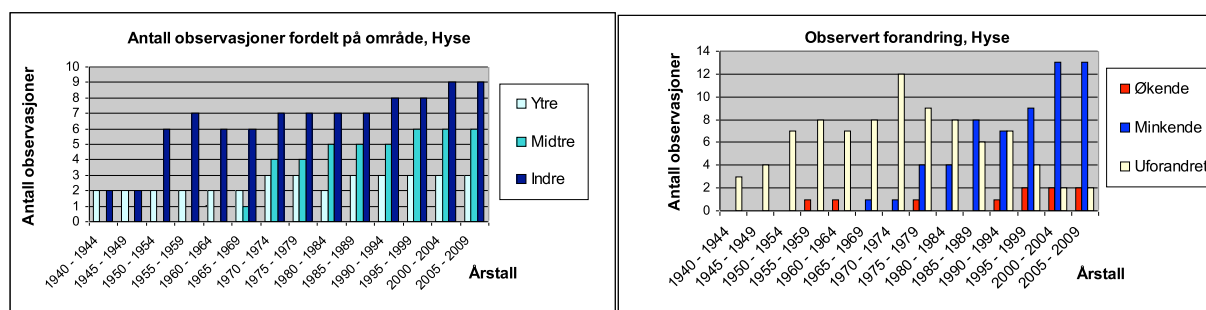 Antall observasjoner fordelt på område, Hyse
Antall observasjoner
10
9
8
7
6
5
4
3
2
1
0
1940 - 1944
1945 - 1949
1950 - 1954
1955 - 1959
1960 - 1964
1965 - 1969
1970 - 1974
1975 - 1979
1980 - 1984
1985 - 1989
1990 - 1994
1995 - 1999
2000 - 2004
2005 - 2009
Årstall
Ytre
Midtre
Indre
Observert forandring, Hyse
Antall observasjoner
14
12
10
8
6
4
2
0
1940 - 1944
1945 - 1949
1950 - 1954
1955 - 1959
1960 - 1964
1965 - 1969
1970 - 1974
1975 - 1979
1980 - 1984
1985 - 1989
1990 - 1994
1995 - 1999
2000 - 2004
2005 - 2009
Årstall
Økende
Minkende
Uforandret